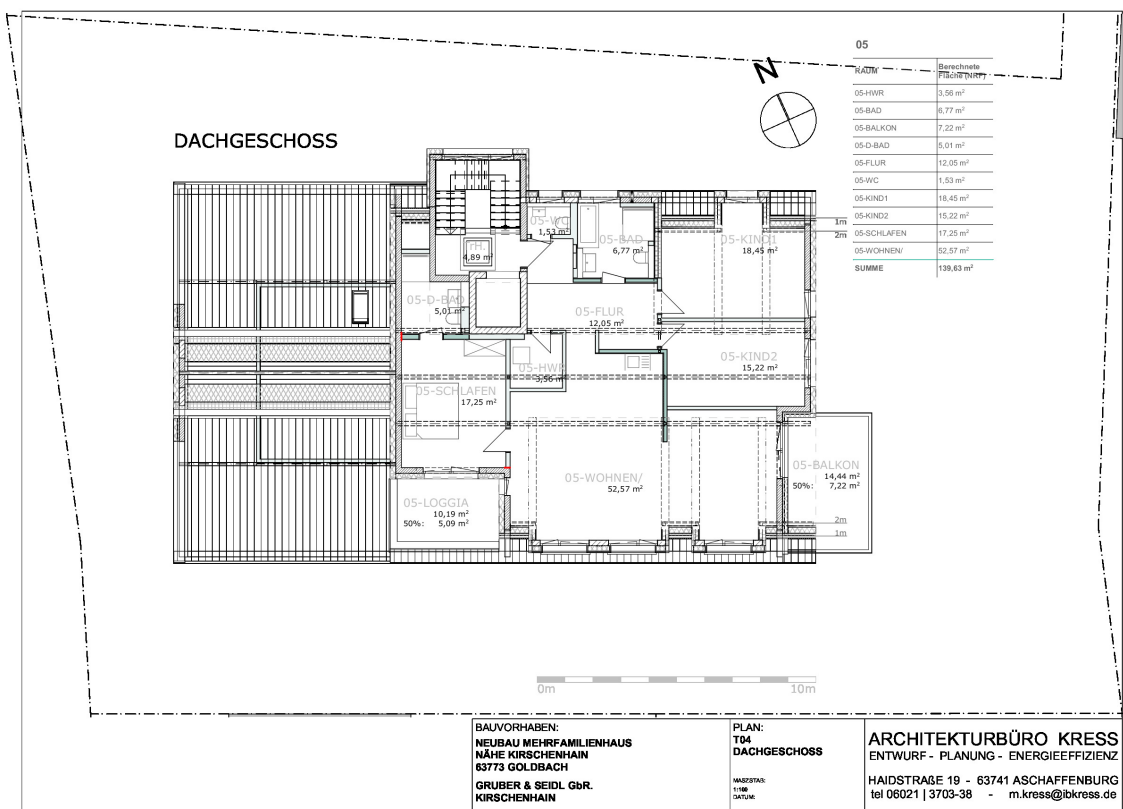 05
RAUM Berechnete Fläche (NRF)
05-HWR 3,56 m²
05-BAD 6,77 m²
05-BALKON 7,22 m²
05-D-BAD 5,01 m²
05-FLUR 12,05 m²
05-WC 1,53 m²
05-KIND1 18,45 m²
05-KIND2 15,22 m²
05-SCHLAFEN 17,25 m²
05-WOHNEN/ 52,57 m²
SUMME 139,63 m²
N
DACHGESCHOSS
05-WC
1,53 m²
05-BAD
6,77 m²
05-KIND1
18,45 m²
1m
2m
TH.
4,89 m²
05-D-BAD
5,01 m²
05-FLUR
12,05 m²
05-HWR
3,56 m²
05-KIND2
15,22 m²
05-SCHLAFEN
17,25 m²
05-WOHNEN/
52,57 m²
05-BALKON
14,44 m²
50%: 7,22 m²
05-LOGGIA
10,19 m²
50%: 5,09 m²
2m
1m
0m 10m
BAUVORHABEN:
NEUBAU MEHRFAMILIENHAUS
NÄHE KIRSCHENHAIN
63773 GOLDBACH
GRUBER & SEIDL GbR.
KIRSCHENHAIN
PLAN:
T04
DACHGESCHOSS
MASZSTAB:
1:100
DATUM:
ARCHITEKTURBÜRO KRESS
ENTWURF - PLANUNG - ENERGIEEFFIZIENZ
HAIDSTRAßE 19 - 63741 ASCHAFFENBURG
tel 06021 | 3703-38 - m.kress@ibkress.de